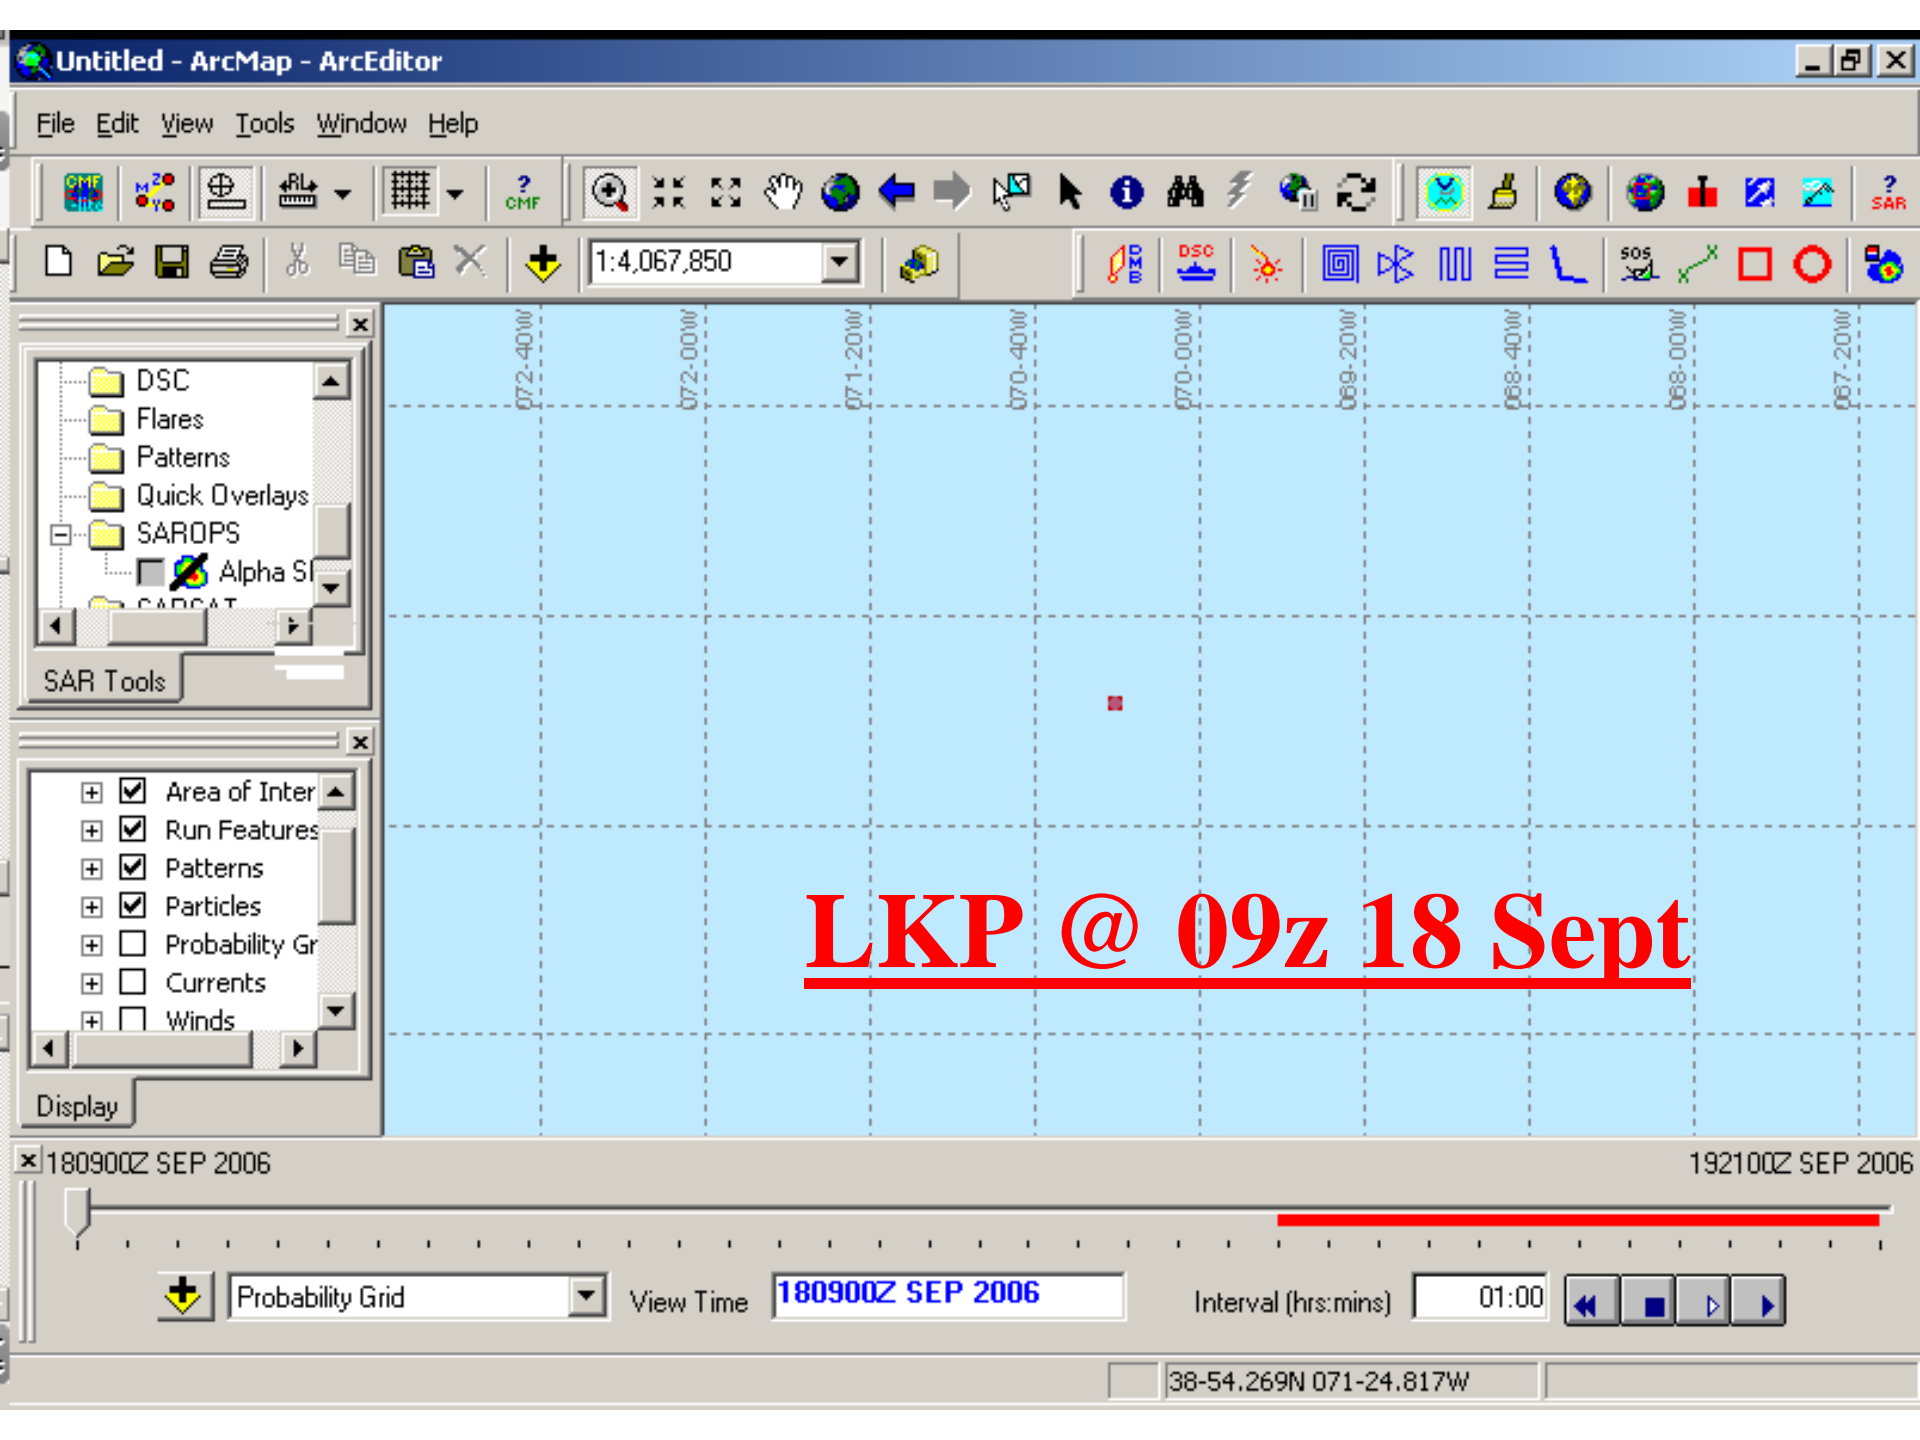 Untitled - ArcMap - ArcEditor
File Edit View Tools Window Help
CMF
M Z Y O
RL
?
CMF
?
SAR
1:4,067,850
DMB
DSC
SOS
DSC
Flares
Patterns
Quick Overlays
SAROPS
Alpha
SARSAT
SAR Tools
Area of Inter
Run Features
Patterns
Particles
Probability Gr
Currents
Winds
Display
072-40W
072-00W
071-20W
070-40W
070-00W
069-20W
068-40W
068-00W
067-20W
LKP @ 09z 18 Sept
180900Z SEP 2006
192100Z SEP 2006
Probability Grid
View Time
180900Z SEP 2006
Interval (hrs:mins)
01:00
38-54.269N 071-24.817W